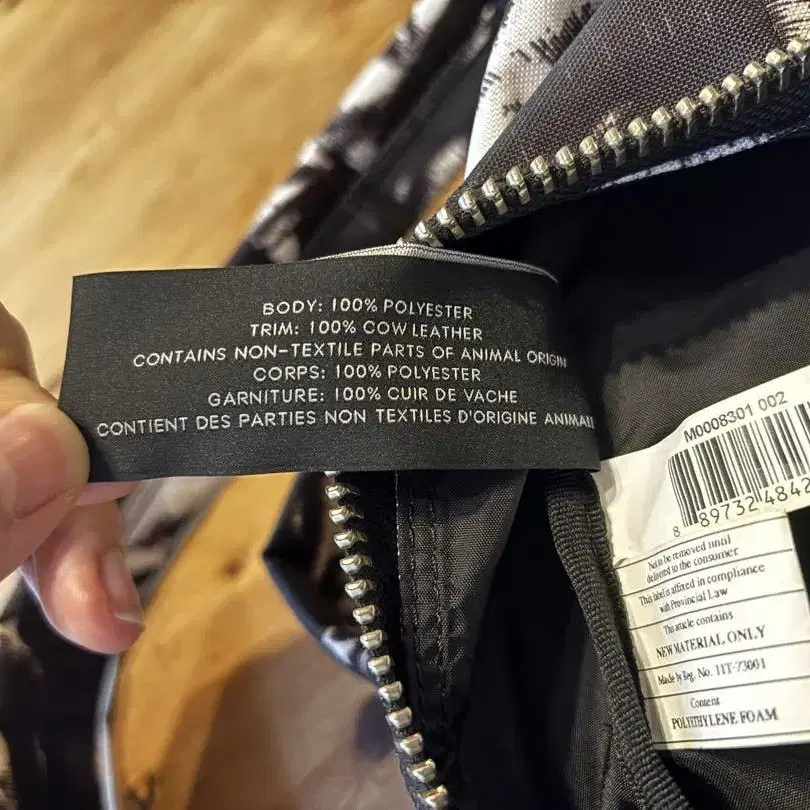 BODY: 100% POLYESTER
TRIM: 100% COW LEATHER
CONTAINS NON-TEXTILE PARTS OF ANIMAL ORIGIN
CORPS: 100% POLYESTER
GARNITURE: 100% CUIR DE VACHE
CONTIENT DES PARTIES NON TEXTILES D'ORIGINE ANIMALE
M0008301 002
8 89732 4842
Not to be removed until
delivered to the consumer
This label is affixed in compliance
with Provincial Law
This article contains
NEW MATERIAL ONLY
Made by Reg. No. 11T-73001
Content
POLYETHYLENE FOAM